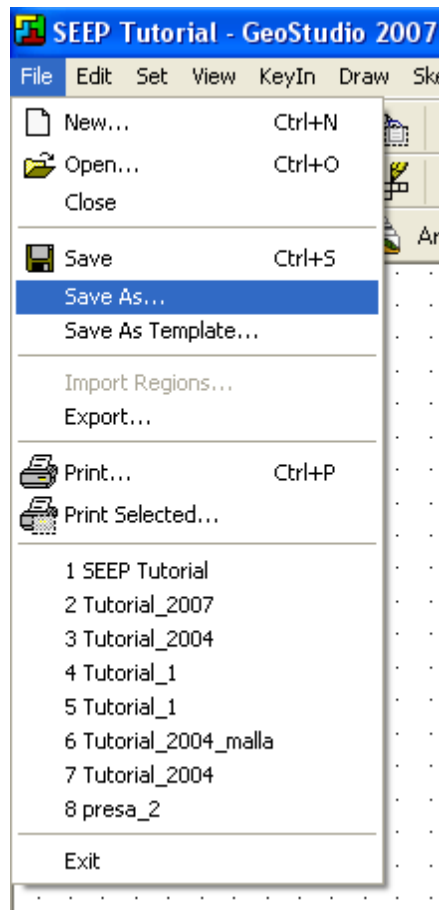 SEEP Tutorial - GeoStudio 2007
File Edit Set View KeyIn Draw Ske
New... Ctrl+N
Open... Ctrl+O
Close
Save Ctrl+S
Ar
Save As...
Save As Template...
Import Regions...
Export...
Print... Ctrl+P
Print Selected...
1 SEEP Tutorial
2 Tutorial_2007
3 Tutorial_2004
4 Tutorial_1
5 Tutorial_1
6 Tutorial_2004_malla
7 Tutorial_2004
8 presa_2
Exit